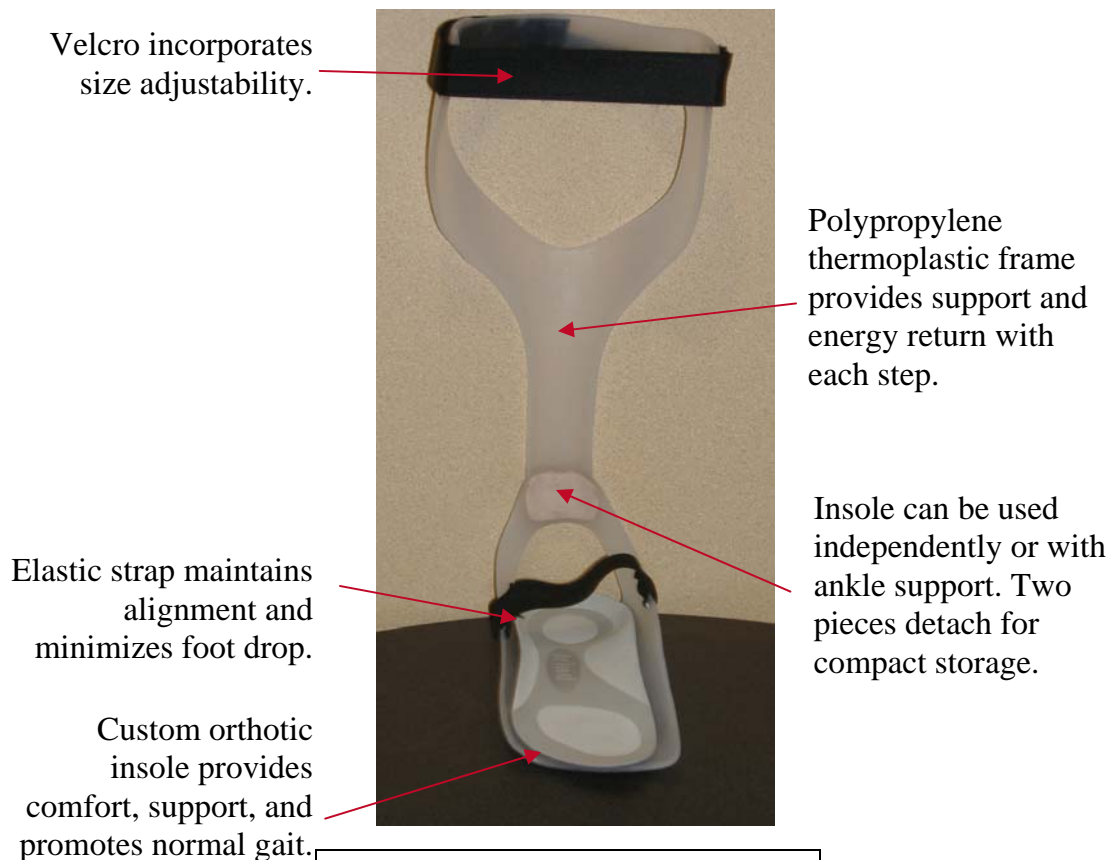 Velcro incorporates
size adjustability.
Polypropylene
thermoplastic frame
provides support and
energy return with
each step.
Insole can be used
independently or with
ankle support. Two
pieces detach for
compact storage.
Elastic strap maintains
alignment and
minimizes foot drop.
Custom orthotic
insole provides
comfort, support, and
promotes normal gait.